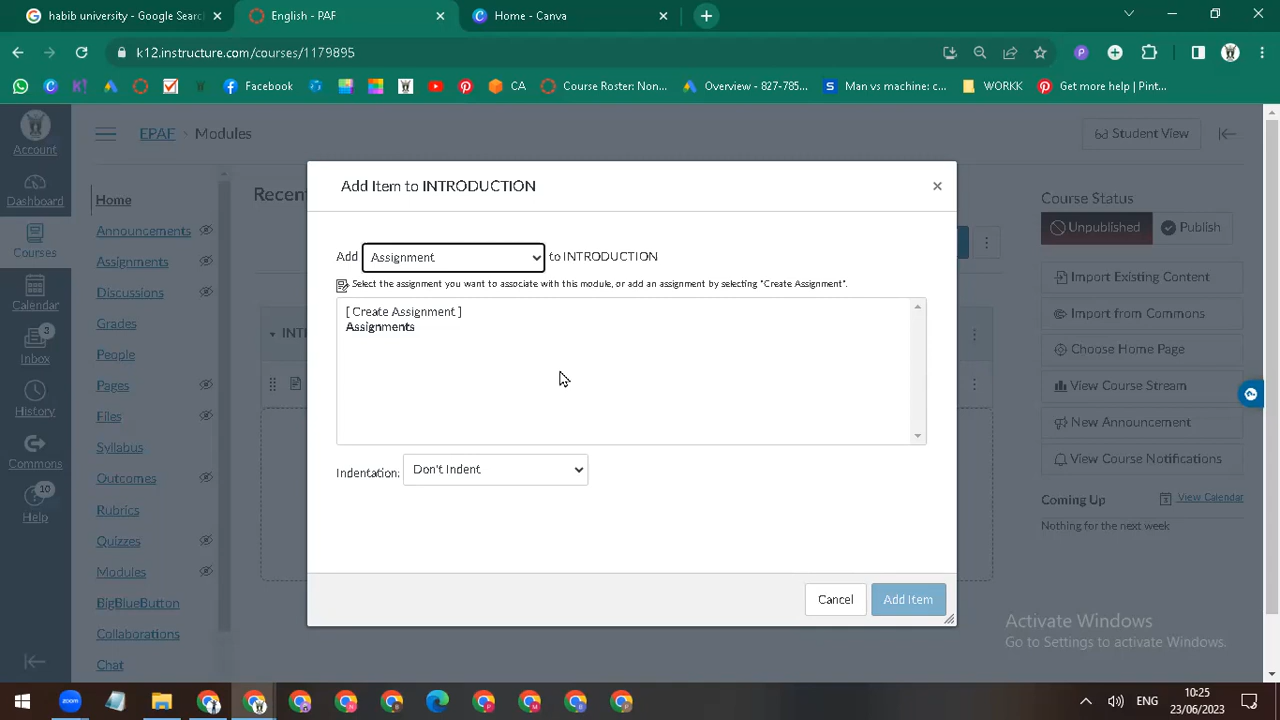 habib university - Google Searc
English - PAF
Home - Canva
k12.instructure.com/courses/1179895
Facebook
CA
Course Roster: Non...
Overview - 827-785...
Man vs machine: c...
WORKK
Get more help | Pint...
Account
Dashboard
Courses
Calendar
3
Inbox
History
Commons
10
Help
EPAF
Modules
Student View
Home
Announcements
Assignments
Discussions
Grades
People
Pages
Files
Syllabus
Outcomes
Rubrics
Quizzes
Modules
BigBlueButton
Collaborations
Chat
Recen
INT
Add Item to INTRODUCTION
Add Assignment to INTRODUCTION
Select the assignment you want to associate with this module, or add an assignment by selecting "Create Assignment".
[ Create Assignment ]
Assignments
Indentation: Don't Indent
Cancel
Add Item
Course Status
Unpublished
Publish
Import Existing Content
Import from Commons
Choose Home Page
View Course Stream
New Announcement
View Course Notifications
Coming Up
View Calendar
Nothing for the next week
Activate Windows
Go to Settings to activate Windows.
zoom
ENG
10:25
23/06/2023